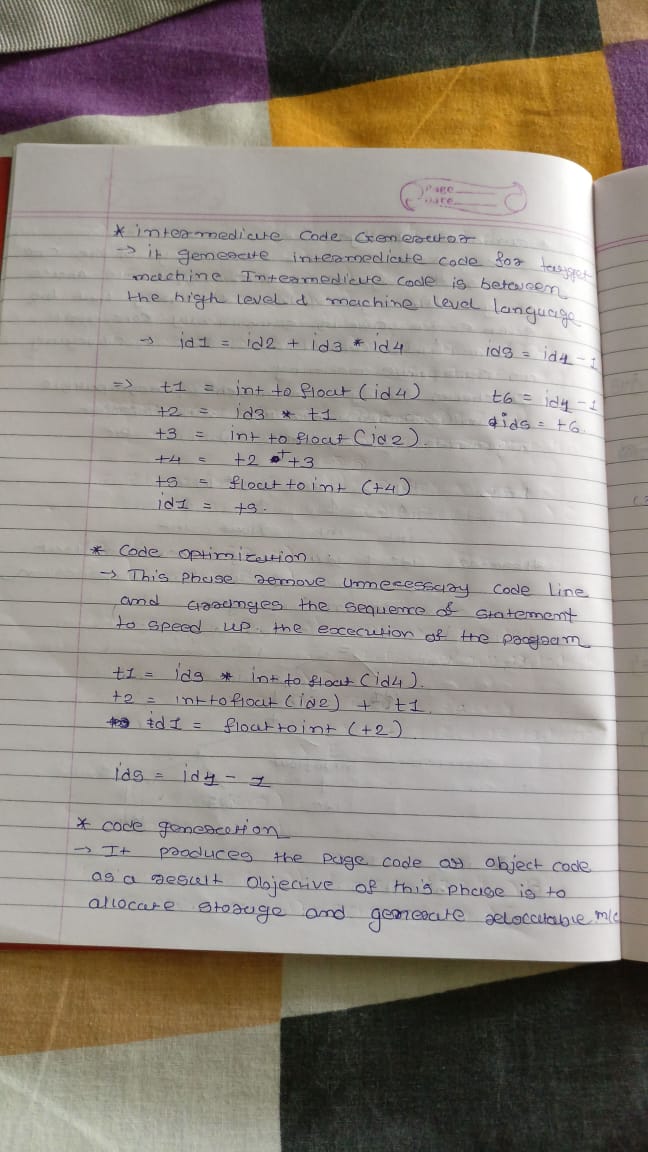 PAGE
DATE
* intermediate code Generator
-> it generate intermediate code for target
machine Intermediate code is between
the high level d machine level language
-> id1 = id2 + id3 * id4    id3 = id4 - 1
=> t1 = int to float (id4)    t6 = id4 - 1
t2 = id3 * t1    id5 = t6
t3 = int to float (id2)
t4 = t2 + t3
t5 = float to int (t4)
id1 = t5.
* Code Optimization.
-> This phase remove unnecessary code line
and arranges the sequence of statement
to speed up the execution of the program
t1 = id3 * int to float (id4)
t2 = int to float (id2) + t1
id1 = float to int (t2)
id5 = id4 - 1
* code generation
-> It produces the page code or object code
as a result objective of this phase is to
allocate storage and generate relocatable m/c